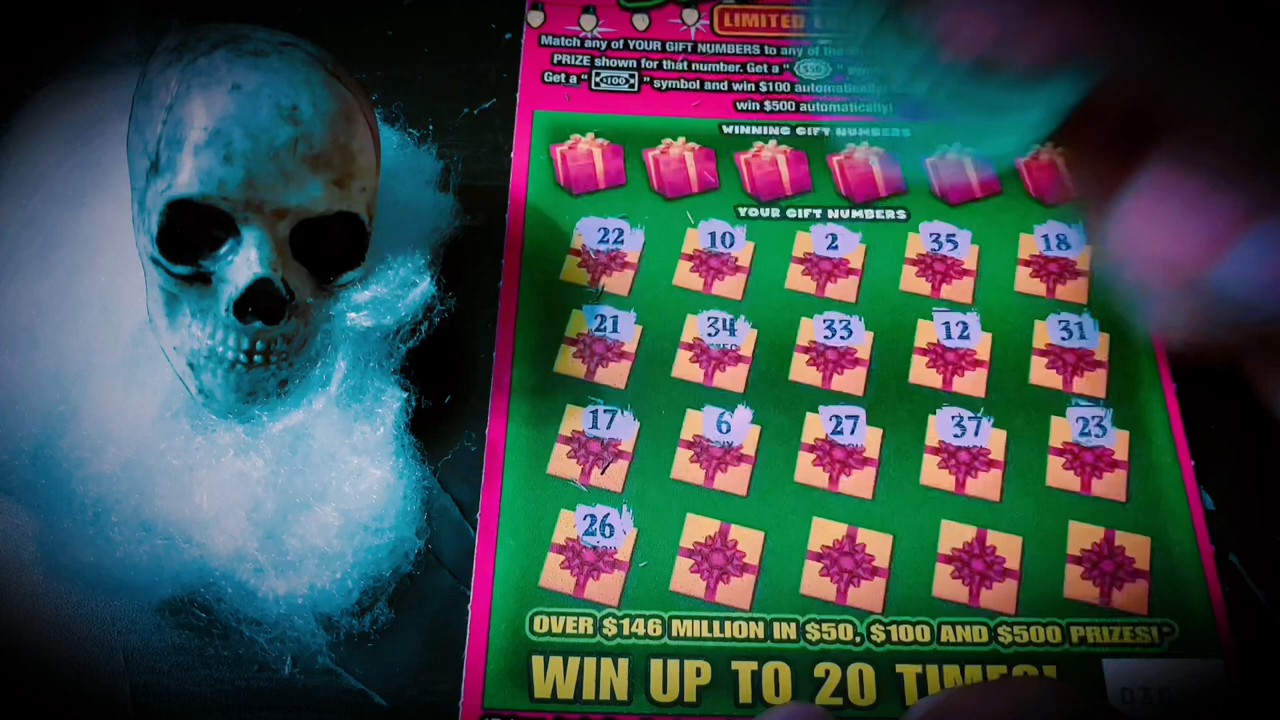 LIMITED
Match any of YOUR GIFT NUMBERS to any of the
PRIZE shown for that number. Get a "$50"
Get a "$100" symbol and win $100 automatically
win $500 automatically!
WINNING GIFT NUMBERS
YOUR GIFT NUMBERS
22 10 2 35 18
21 34 33 12 31
17 6 27 37 23
26
OVER $146 MILLION IN $50, $100 AND $500 PRIZES!
WIN UP TO 20 TIMES!
030